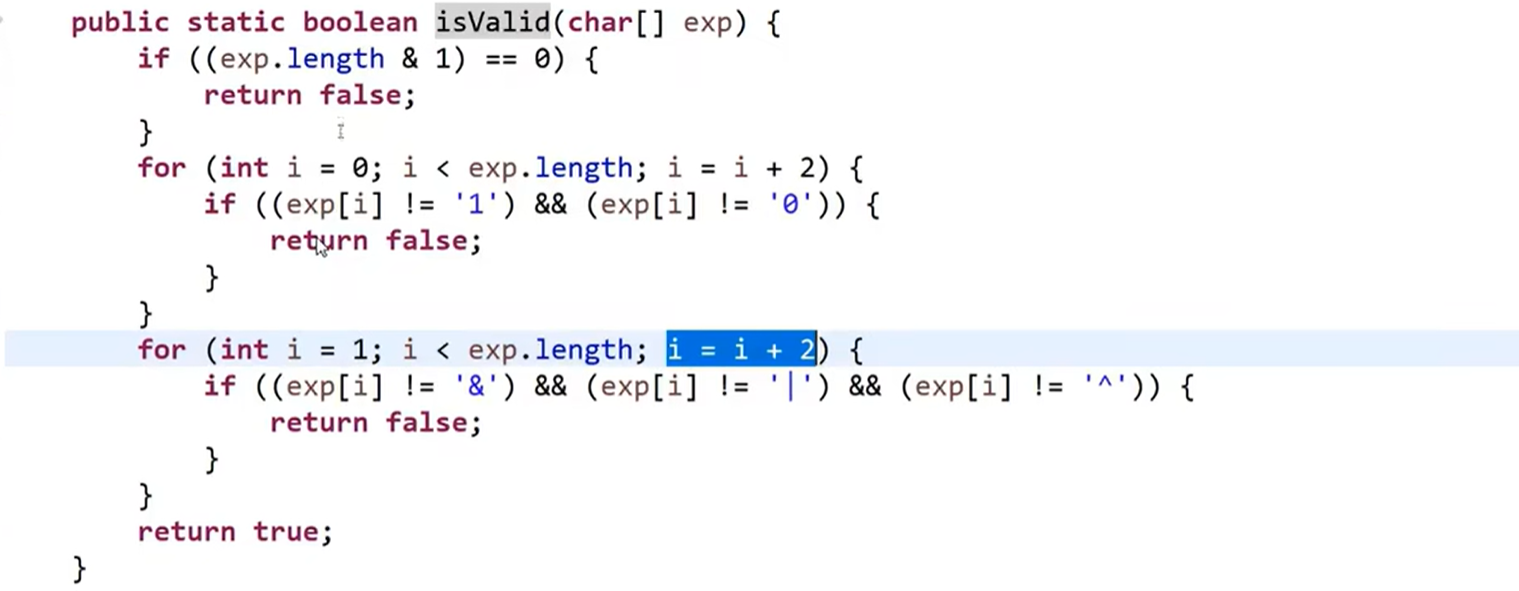 public static boolean isValid(char[] exp) {
if ((exp.length & 1) == 0) {
return false;
}
for (int i = 0; i < exp.length; i = i + 2) {
if ((exp[i] != '1') && (exp[i] != '0')) {
return false;
}
}
for (int i = 1; i < exp.length; i = i + 2) {
if ((exp[i] != '&') && (exp[i] != '|') && (exp[i] != '^')) {
return false;
}
}
return true;
}